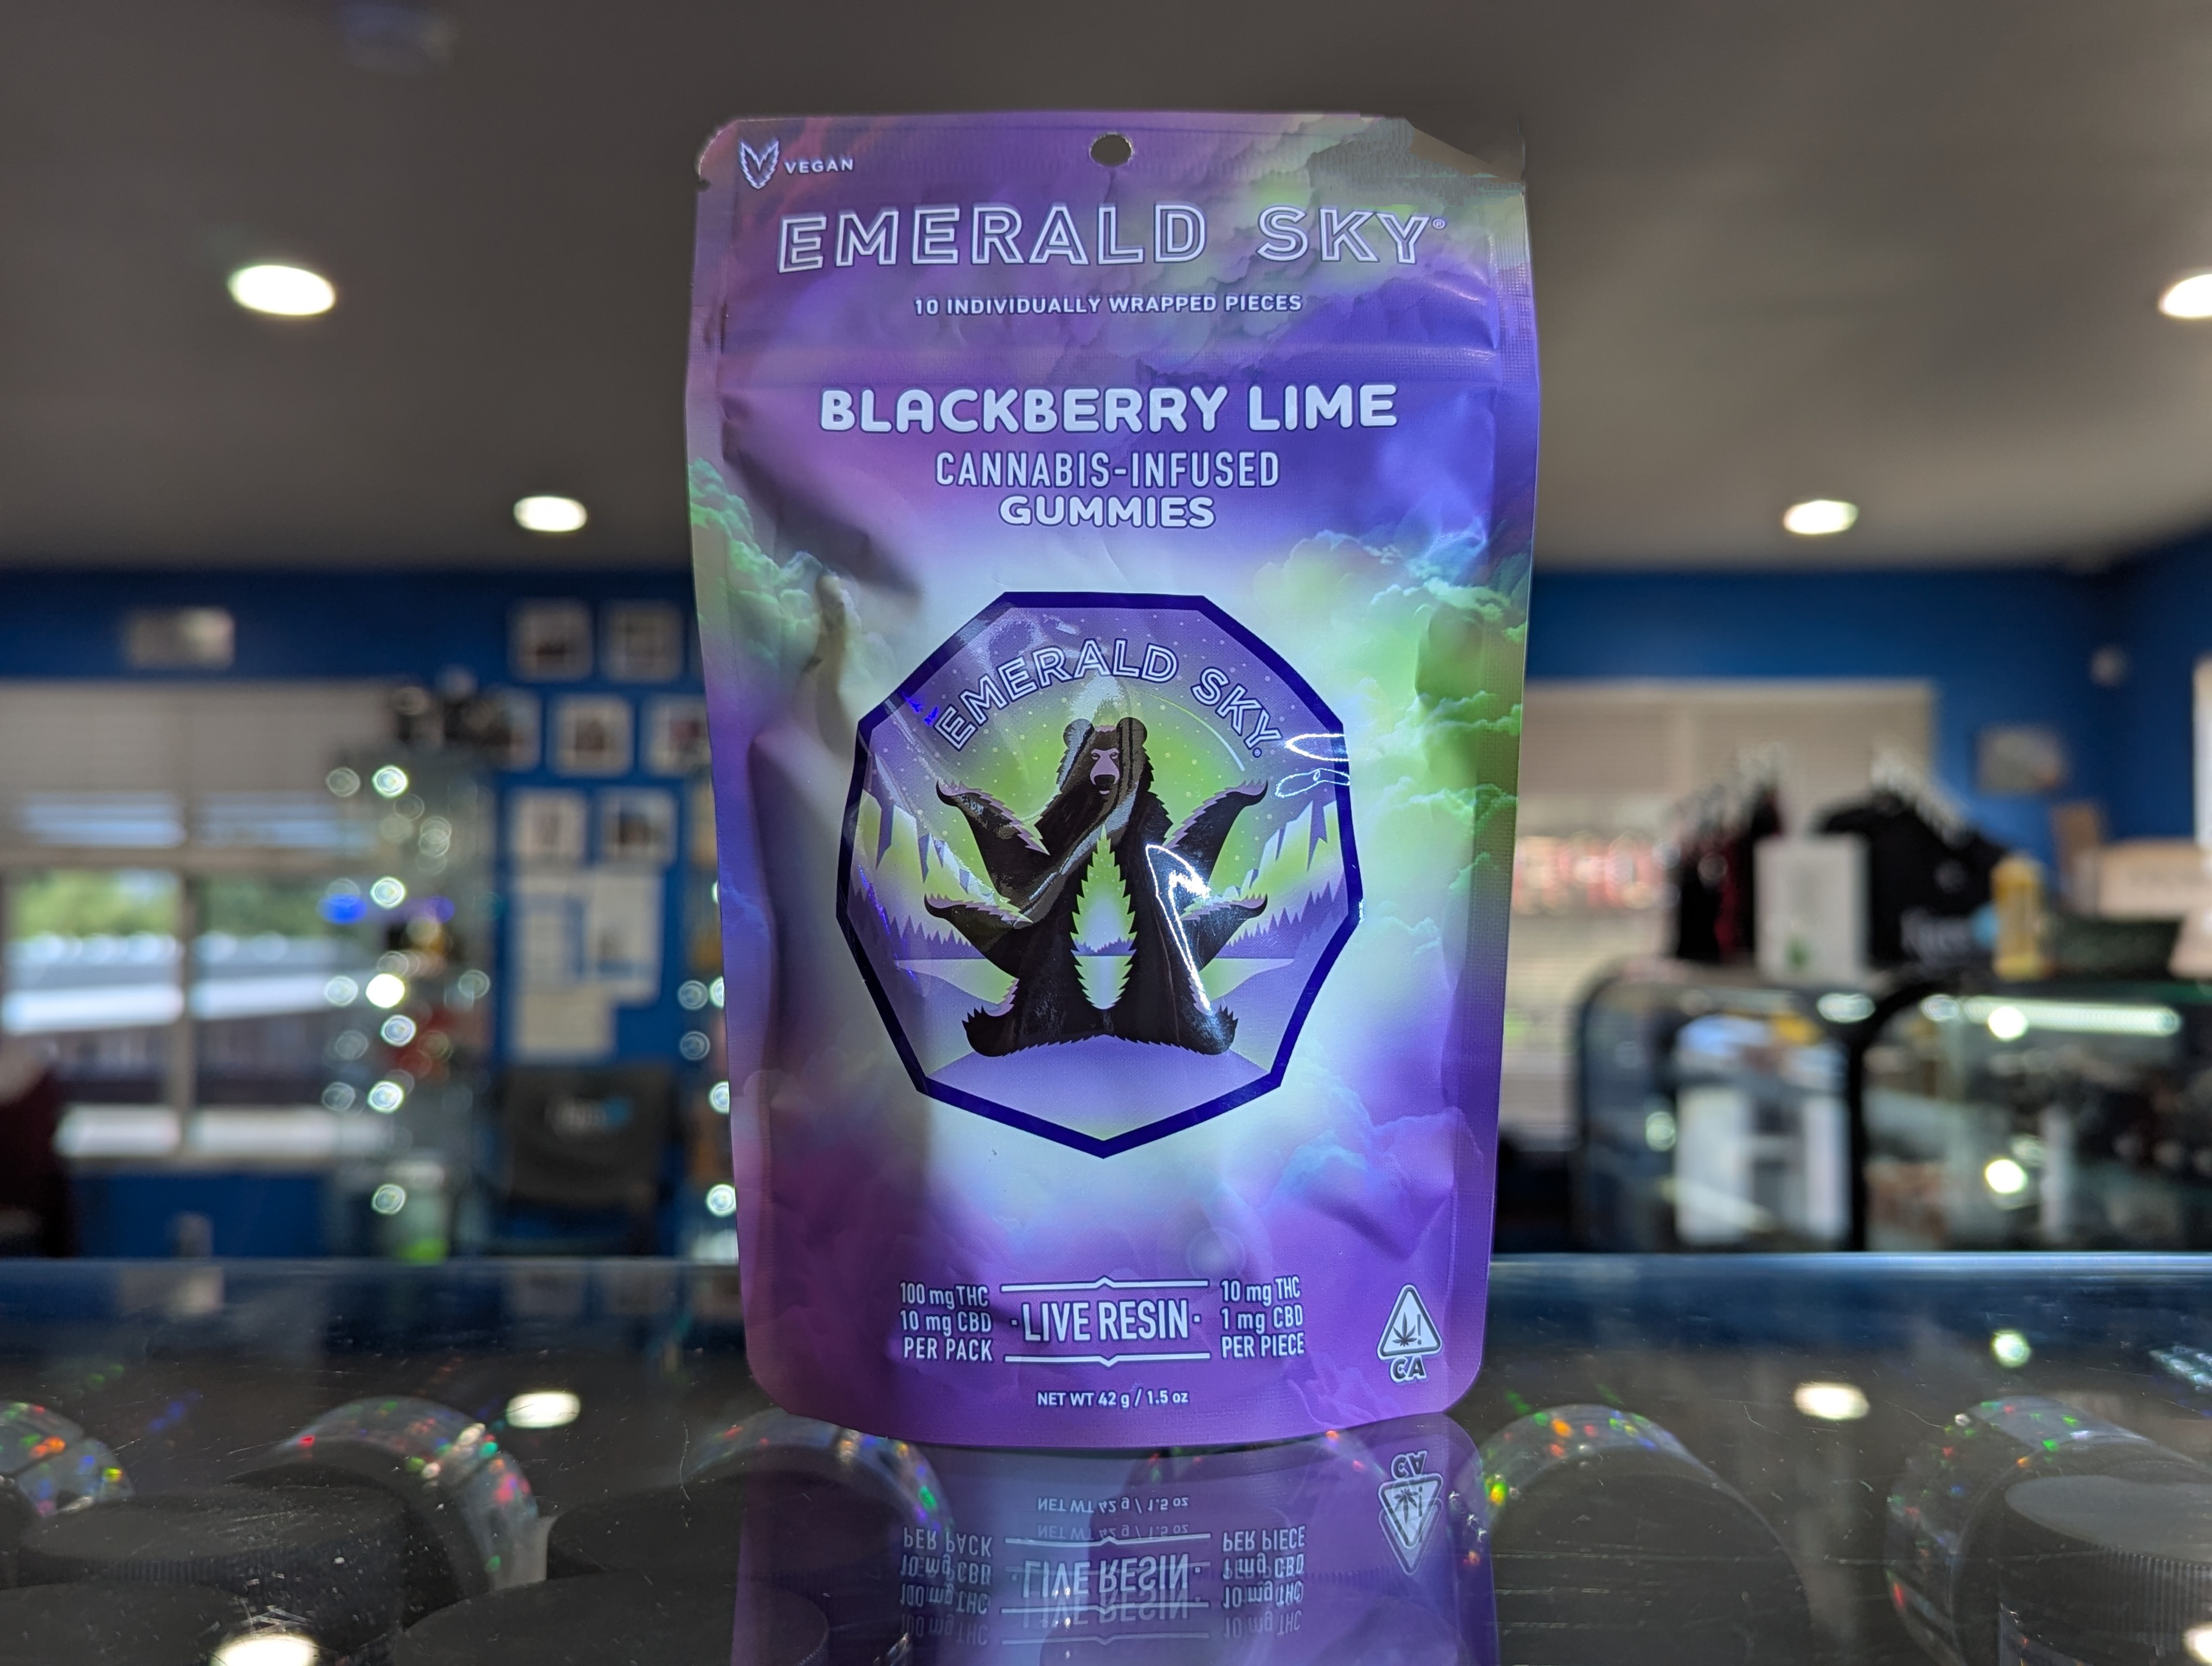 VEGAN
EMERALD SKY®
10 INDIVIDUALLY WRAPPED PIECES
BLACKBERRY LIME
CANNABIS-INFUSED
GUMMIES
EMERALD SKY®
100 mg THC
10 mg CBD
PER PACK
·LIVE RESIN·
10 mg THC
1 mg CBD
PER PIECE
!
CA
NET WT 42 g / 1.5 oz